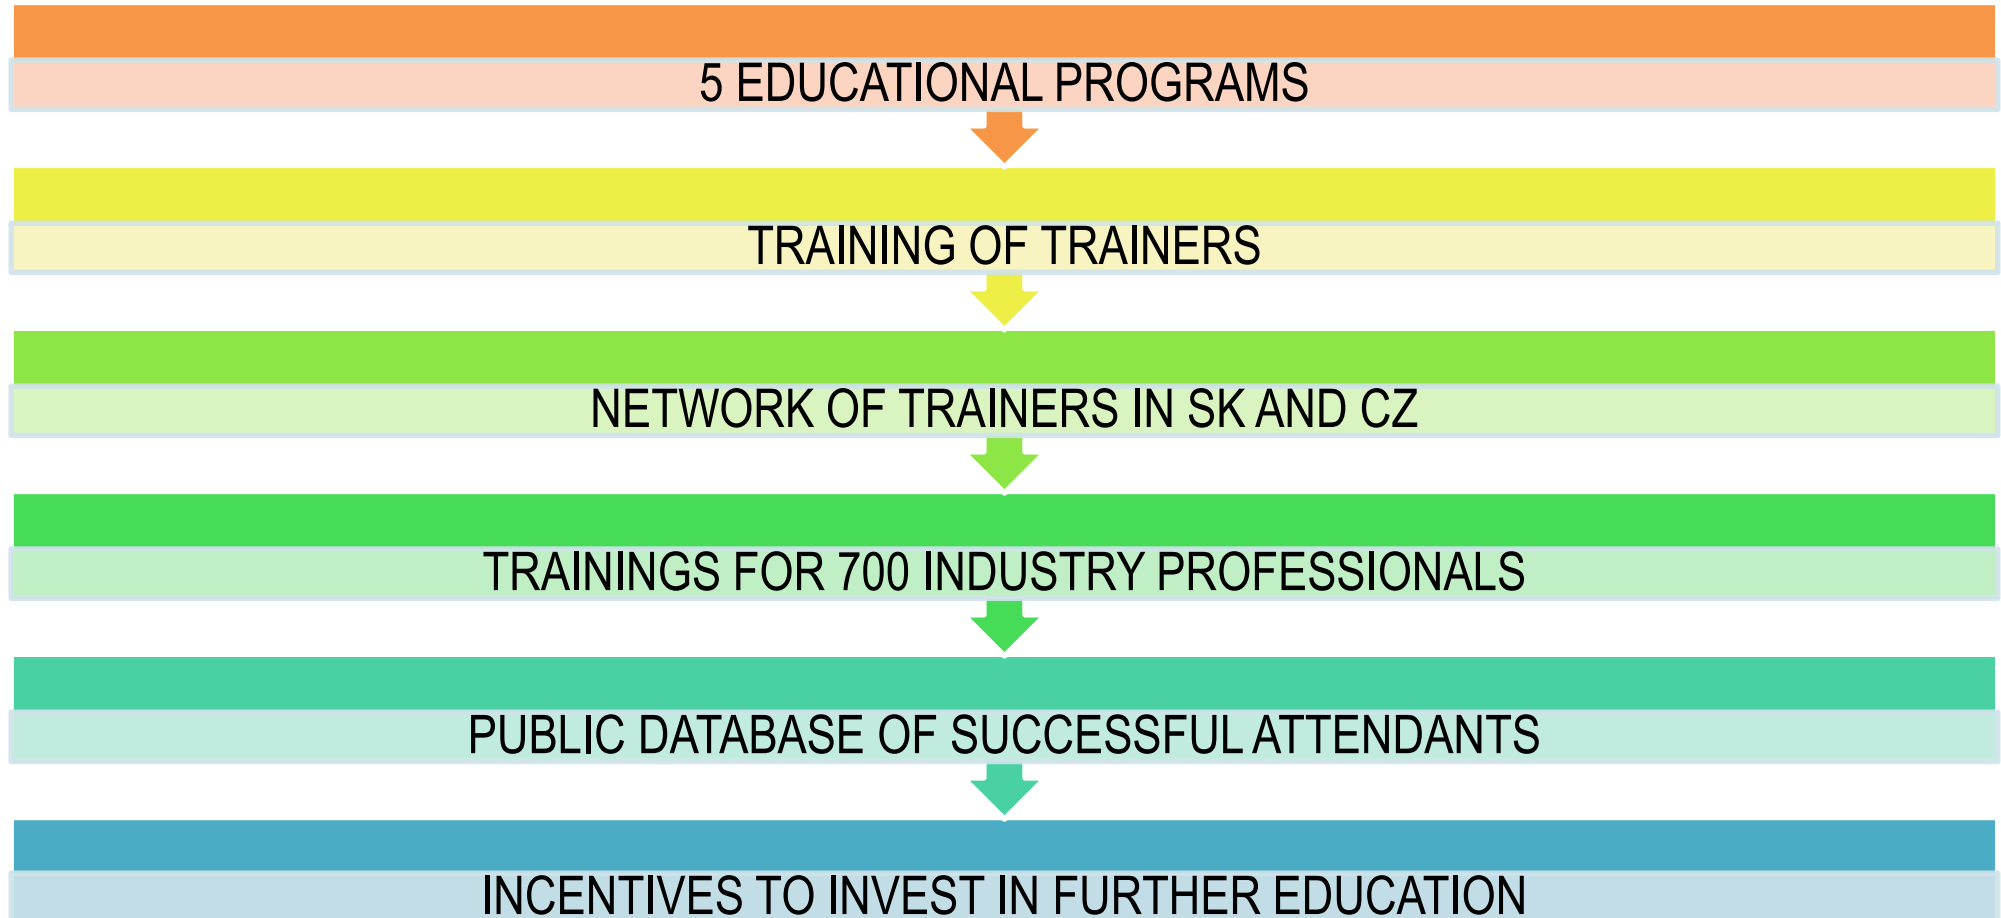 5 EDUCATIONAL PROGRAMS
TRAINING OF TRAINERS
NETWORK OF TRAINERS IN SK AND CZ
TRAININGS FOR 700 INDUSTRY PROFESSIONALS
PUBLIC DATABASE OF SUCCESSFUL ATTENDANTS
INCENTIVES TO INVEST IN FURTHER EDUCATION